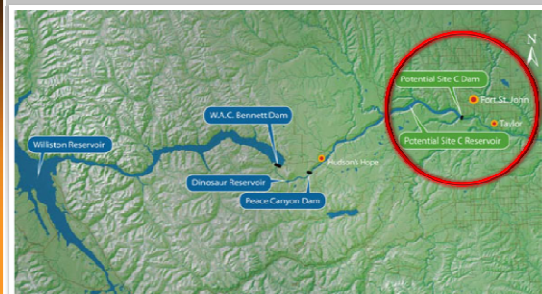 N
Potential Site C Dam
Fort St. John
W.A.C. Bennett Dam
Taylor
Potential Site C Reservoir
Williston Reservoir
Hudson's Hope
Dinosaur Reservoir
Peace Canyon Dam